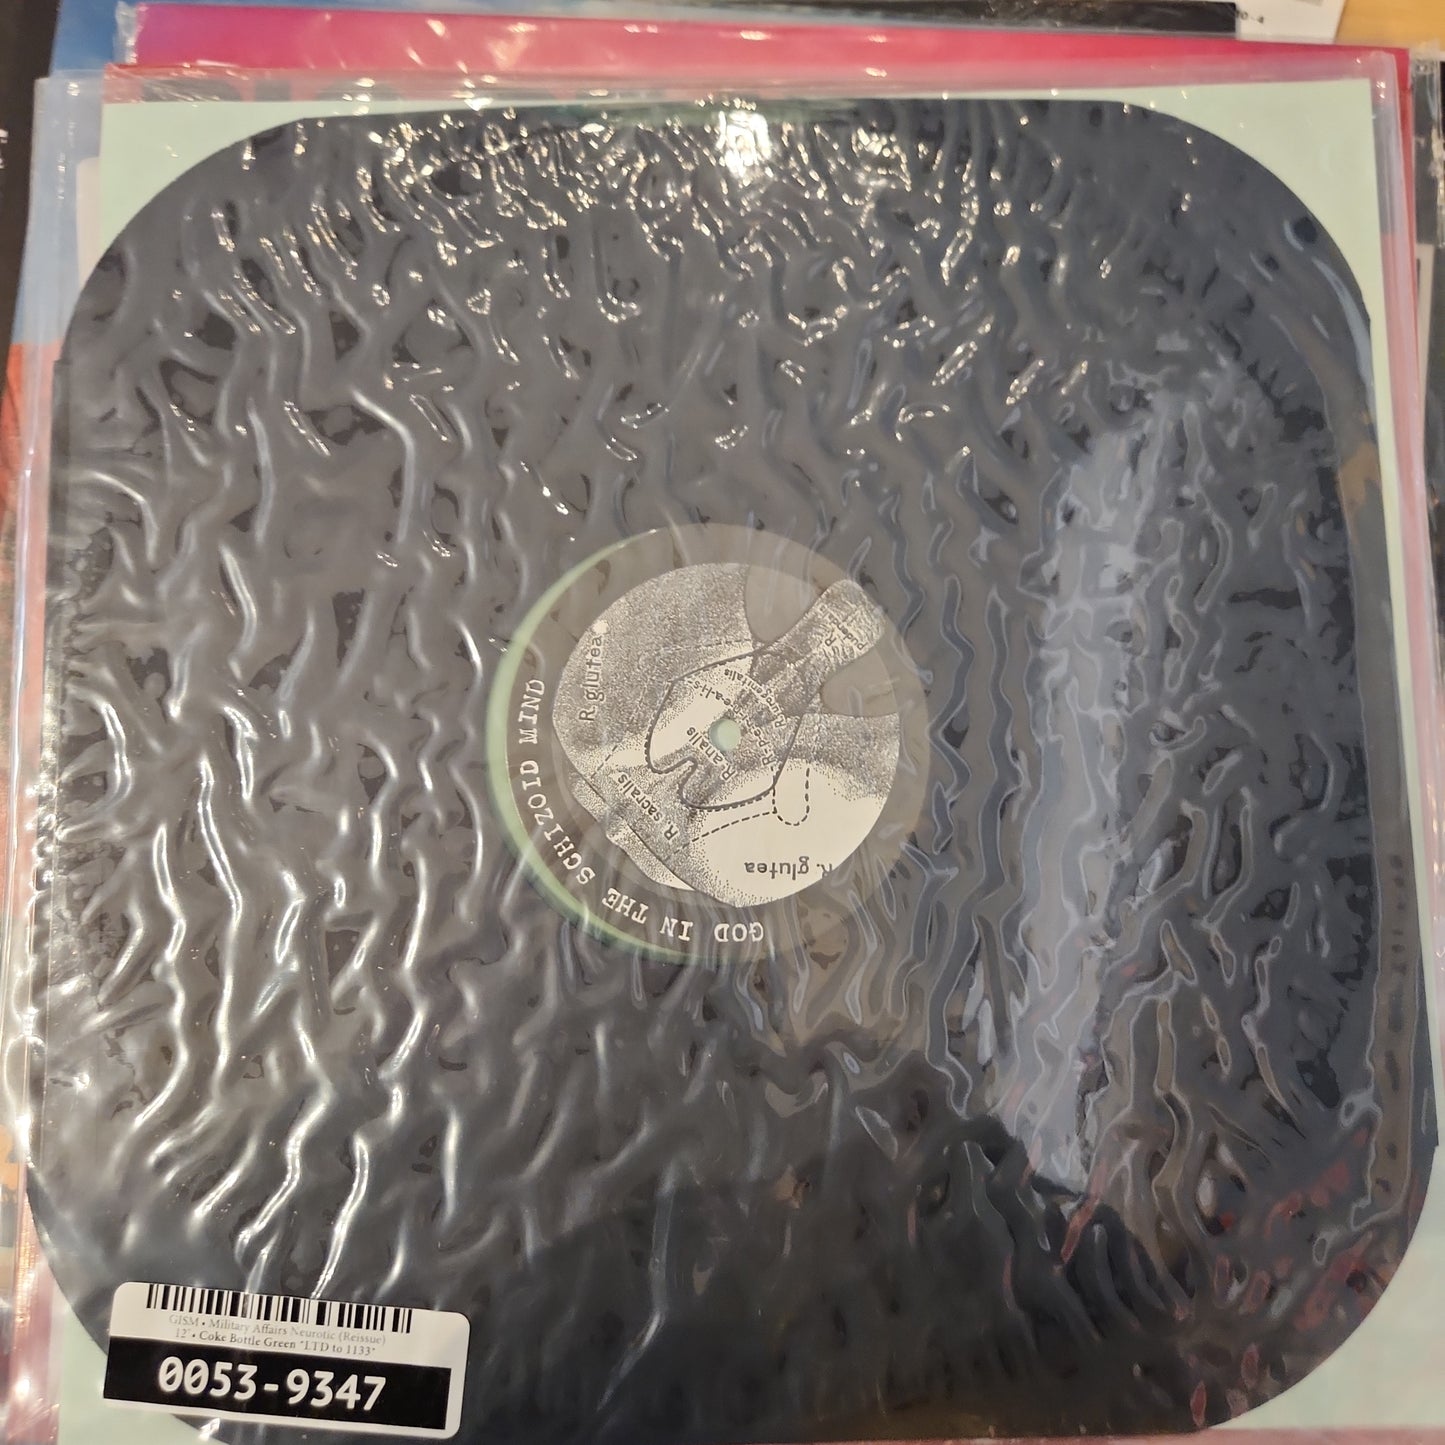 GOD IN THE SCHIZOID MIND
R.glutea
R analis
R sacralis
R. glutea
GISM • Military Affairs Neurotic (Reissue)
12" • Coke Bottle Green "LTD to 1133"
0053-9347